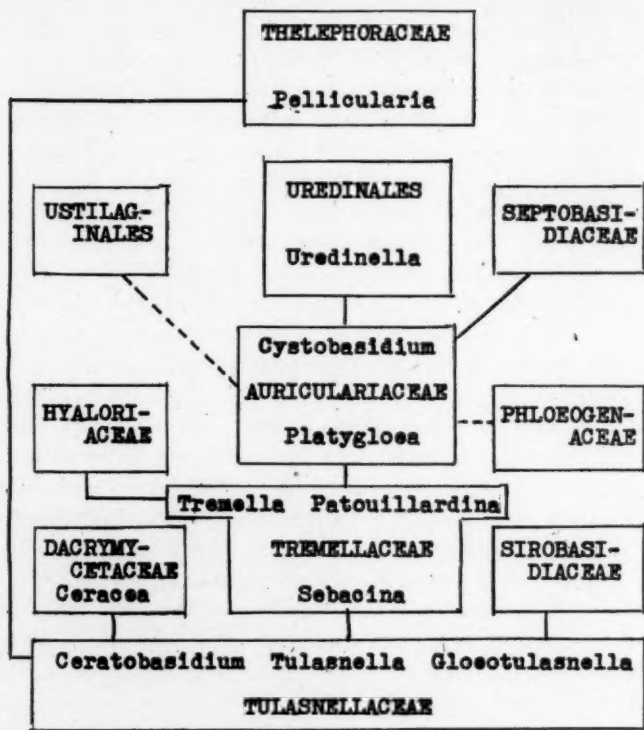 THELEPHORACEAE
Pellicularia
UREDINALES
Uredinella
USTILAG-
INALES
SEPTOBASI-
DIACEAE
Cystobasidium
AURICULARIACEAE
Platygloea
HYALORI-
ACEAE
PHLOEOGEN-
ACEAE
Tremella Patouillardina
TREMELLACEAE
Sebacina
DACRYMY-
CETACEAE
Ceracea
SIROBASI-
DIACEAE
Ceratobasidium Tulasnella Gloeotulasnella
TULASNELLACEAE